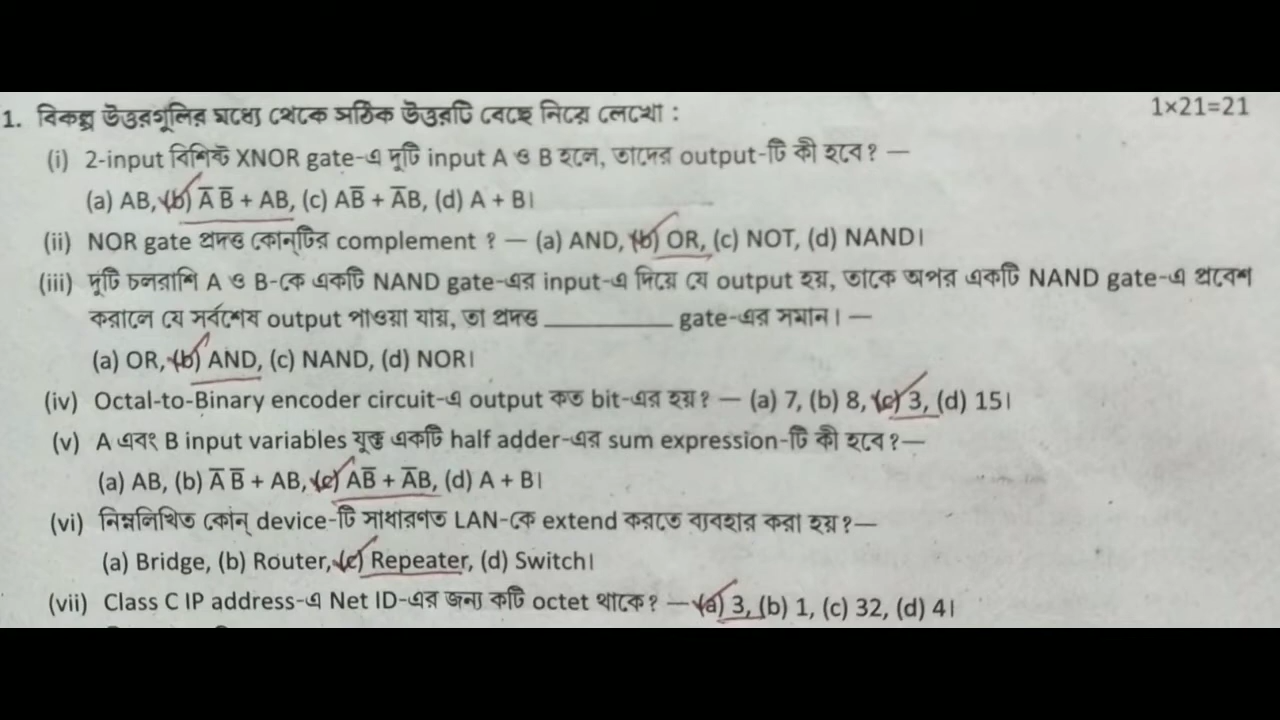 1. বিকল্প উত্তরগুলির মধ্যে থেকে সঠিক উত্তরটি বেছে নিয়ে লেখো : 1×21=21
(i) 2-input বিশিষ্ট XNOR gate-এ দুটি input A ও B হলে, তাদের output-টি কী হবে ? —
(a) AB, (b) A̅ B̅ + AB, (c) AB̅ + A̅B, (d) A + B।
(ii) NOR gate প্রদত্ত কোন্‌টির complement ? — (a) AND, (b) OR, (c) NOT, (d) NAND।
(iii) দুটি চলরাশি A ও B-কে একটি NAND gate-এর input-এ দিয়ে যে output হয়, তাকে অপর একটি NAND gate-এ প্রবেশ
করালে যে সর্বশেষ output পাওয়া যায়, তা প্রদত্ত __________ gate-এর সমান। —
(a) OR, (b) AND, (c) NAND, (d) NOR।
(iv) Octal-to-Binary encoder circuit-এ output কত bit-এর হয় ? — (a) 7, (b) 8, (c) 3, (d) 15।
(v) A এবং B input variables যুক্ত একটি half adder-এর sum expression-টি কী হবে ?—
(a) AB, (b) A̅ B̅ + AB, (c) AB̅ + A̅B, (d) A + B।
(vi) নিম্নলিখিত কোন্ device-টি সাধারণত LAN-কে extend করতে ব্যবহার করা হয় ?—
(a) Bridge, (b) Router, (c) Repeater, (d) Switch।
(vii) Class C IP address-এ Net ID-এর জন্য কটি octet থাকে ? — (a) 3, (b) 1, (c) 32, (d) 4।